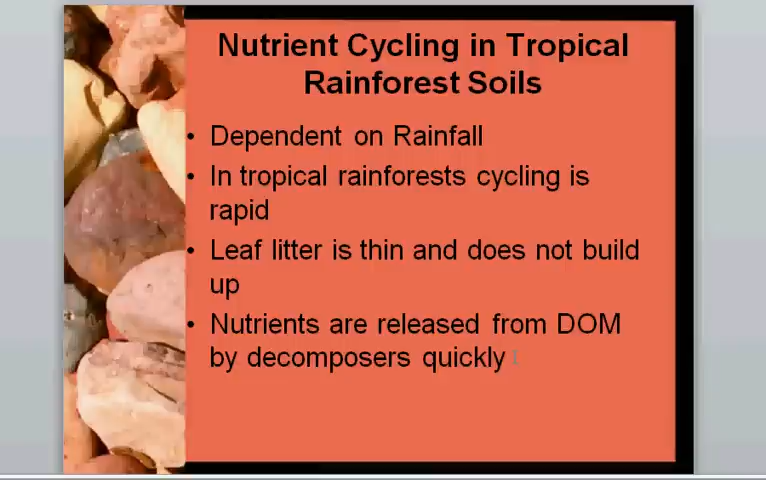 Nutrient Cycling in Tropical
Rainforest Soils
• Dependent on Rainfall
• In tropical rainforests cycling is
rapid
• Leaf litter is thin and does not build
up
• Nutrients are released from DOM
by decomposers quickly